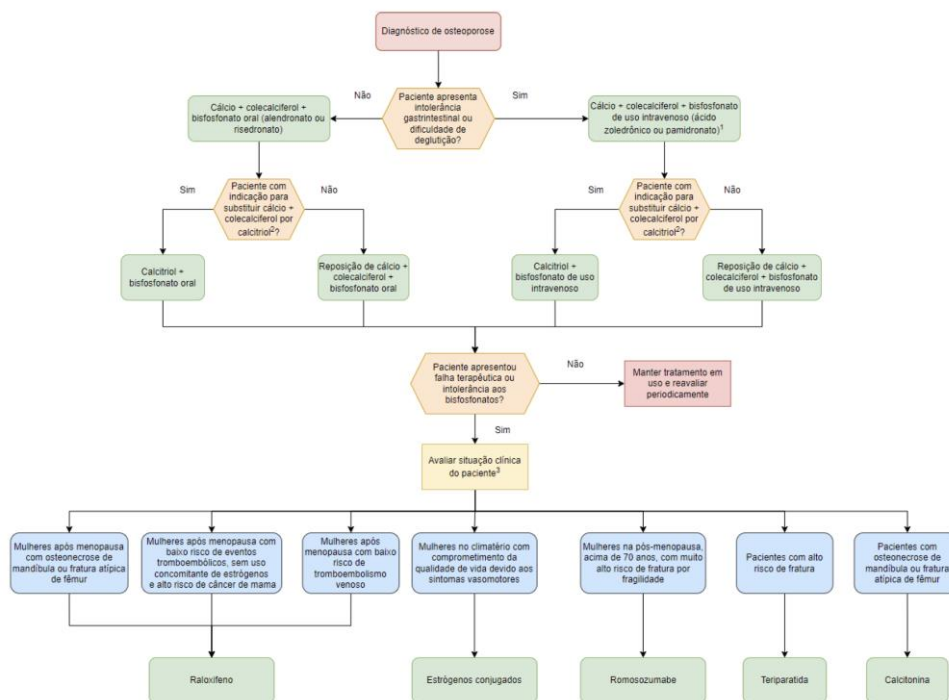 Diagnóstico de osteoporose
Não
Sim
Cálcio + colecalciferol +
bisfosfonato oral (alendronato ou
risedronato)
Paciente apresenta
intolerância
gastrintestinal ou
dificuldade de
deglutição?
Cálcio + colecalciferol + bisfosfonato
de uso intravenoso (ácido
zoledrônico ou pamidronato)¹
Sim
Paciente com
indicação para
substituir cálcio +
colecalciferol por
calcitriol²?
Não
Sim
Paciente com
indicação para
substituir cálcio +
colecalciferol por
calcitriol²?
Não
Calcitriol +
bisfosfonato oral
Reposição de cálcio +
colecalciferol +
bisfosfonato oral
Calcitriol +
bisfosfonato de uso
intravenoso
Reposição de cálcio +
colecalciferol + bisfosfonato
de uso intravenoso
Paciente apresentou
falha terapêutica ou
intolerância aos
bisfosfonatos?
Não
Manter tratamento em
uso e reavaliar
periodicamente
Sim
Avaliar situação clínica
do paciente³
Mulheres após menopausa
com osteonecrose de
mandíbula ou fratura atípica
de fêmur
Mulheres após menopausa com
baixo risco de eventos
tromboembólicos, sem uso
concomitante de estrógenos
e alto risco de câncer de mama
Mulheres após
menopausa com baixo
risco de
tromboembolismo
venoso
Mulheres no climatério com
comprometimento da
qualidade de vida devido aos
sintomas vasomotores
Mulheres na pós-menopausa,
acima de 70 anos, com muito
alto risco de fratura por
fragilidade
Pacientes com alto
risco de fratura
Pacientes com
osteonecrose de
mandíbula ou fratura
atípica de fêmur
Raloxifeno
Estrógenos conjugados
Romosozumabe
Teriparatida
Calcitonina